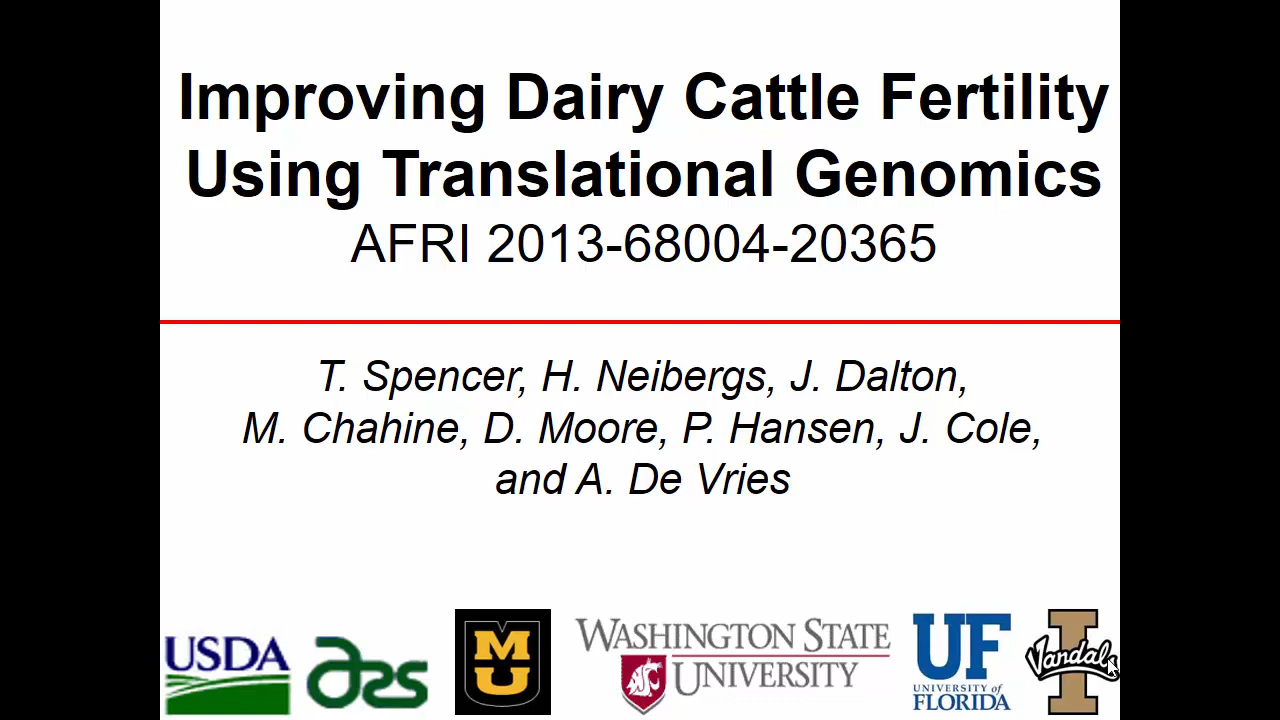 Improving Dairy Cattle Fertility
Using Translational Genomics
AFRI 2013-68004-20365
T. Spencer, H. Neibergs, J. Dalton,
M. Chahine, D. Moore, P. Hansen, J. Cole,
and A. De Vries
USDA
ars
MU
WASHINGTON STATE
UNIVERSITY
UF
UNIVERSITY of
FLORIDA
I
Vandals